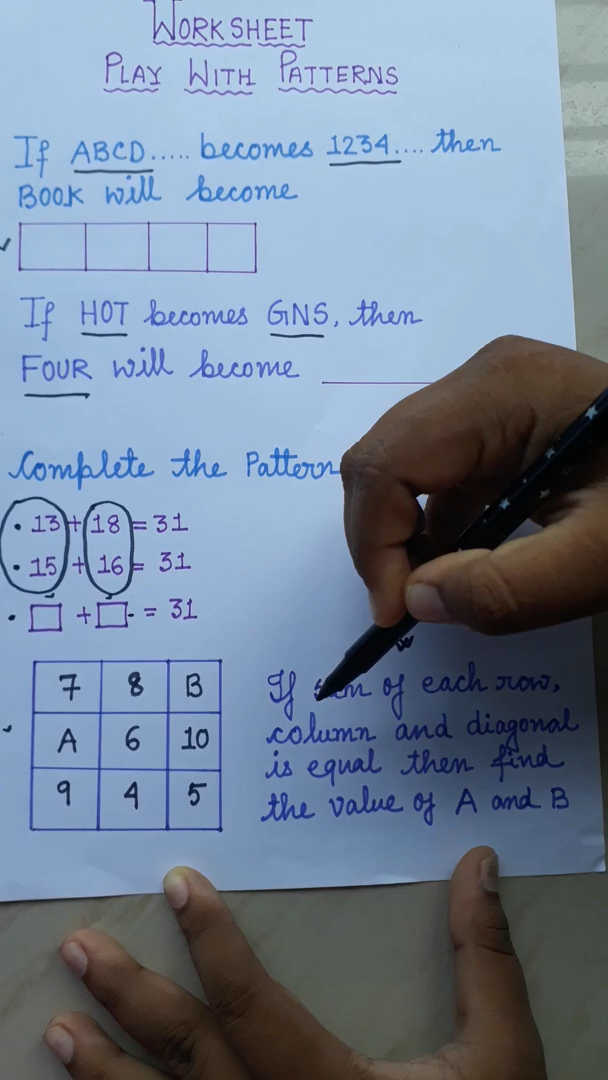 WORKSHEET
PLAY WITH PATTERNS
If ABCD..... becomes 1234.... then
BOOK will become
If HOT becomes GNS, then
FOUR will become ________
Complete the Pattern
• 13 + 18 = 31
• 15 + 16 = 31
• □ + □ = 31
7 8 B
A 6 10
9 4 5
If sum of each row,
column and diagonal
is equal then find
the value of A and B